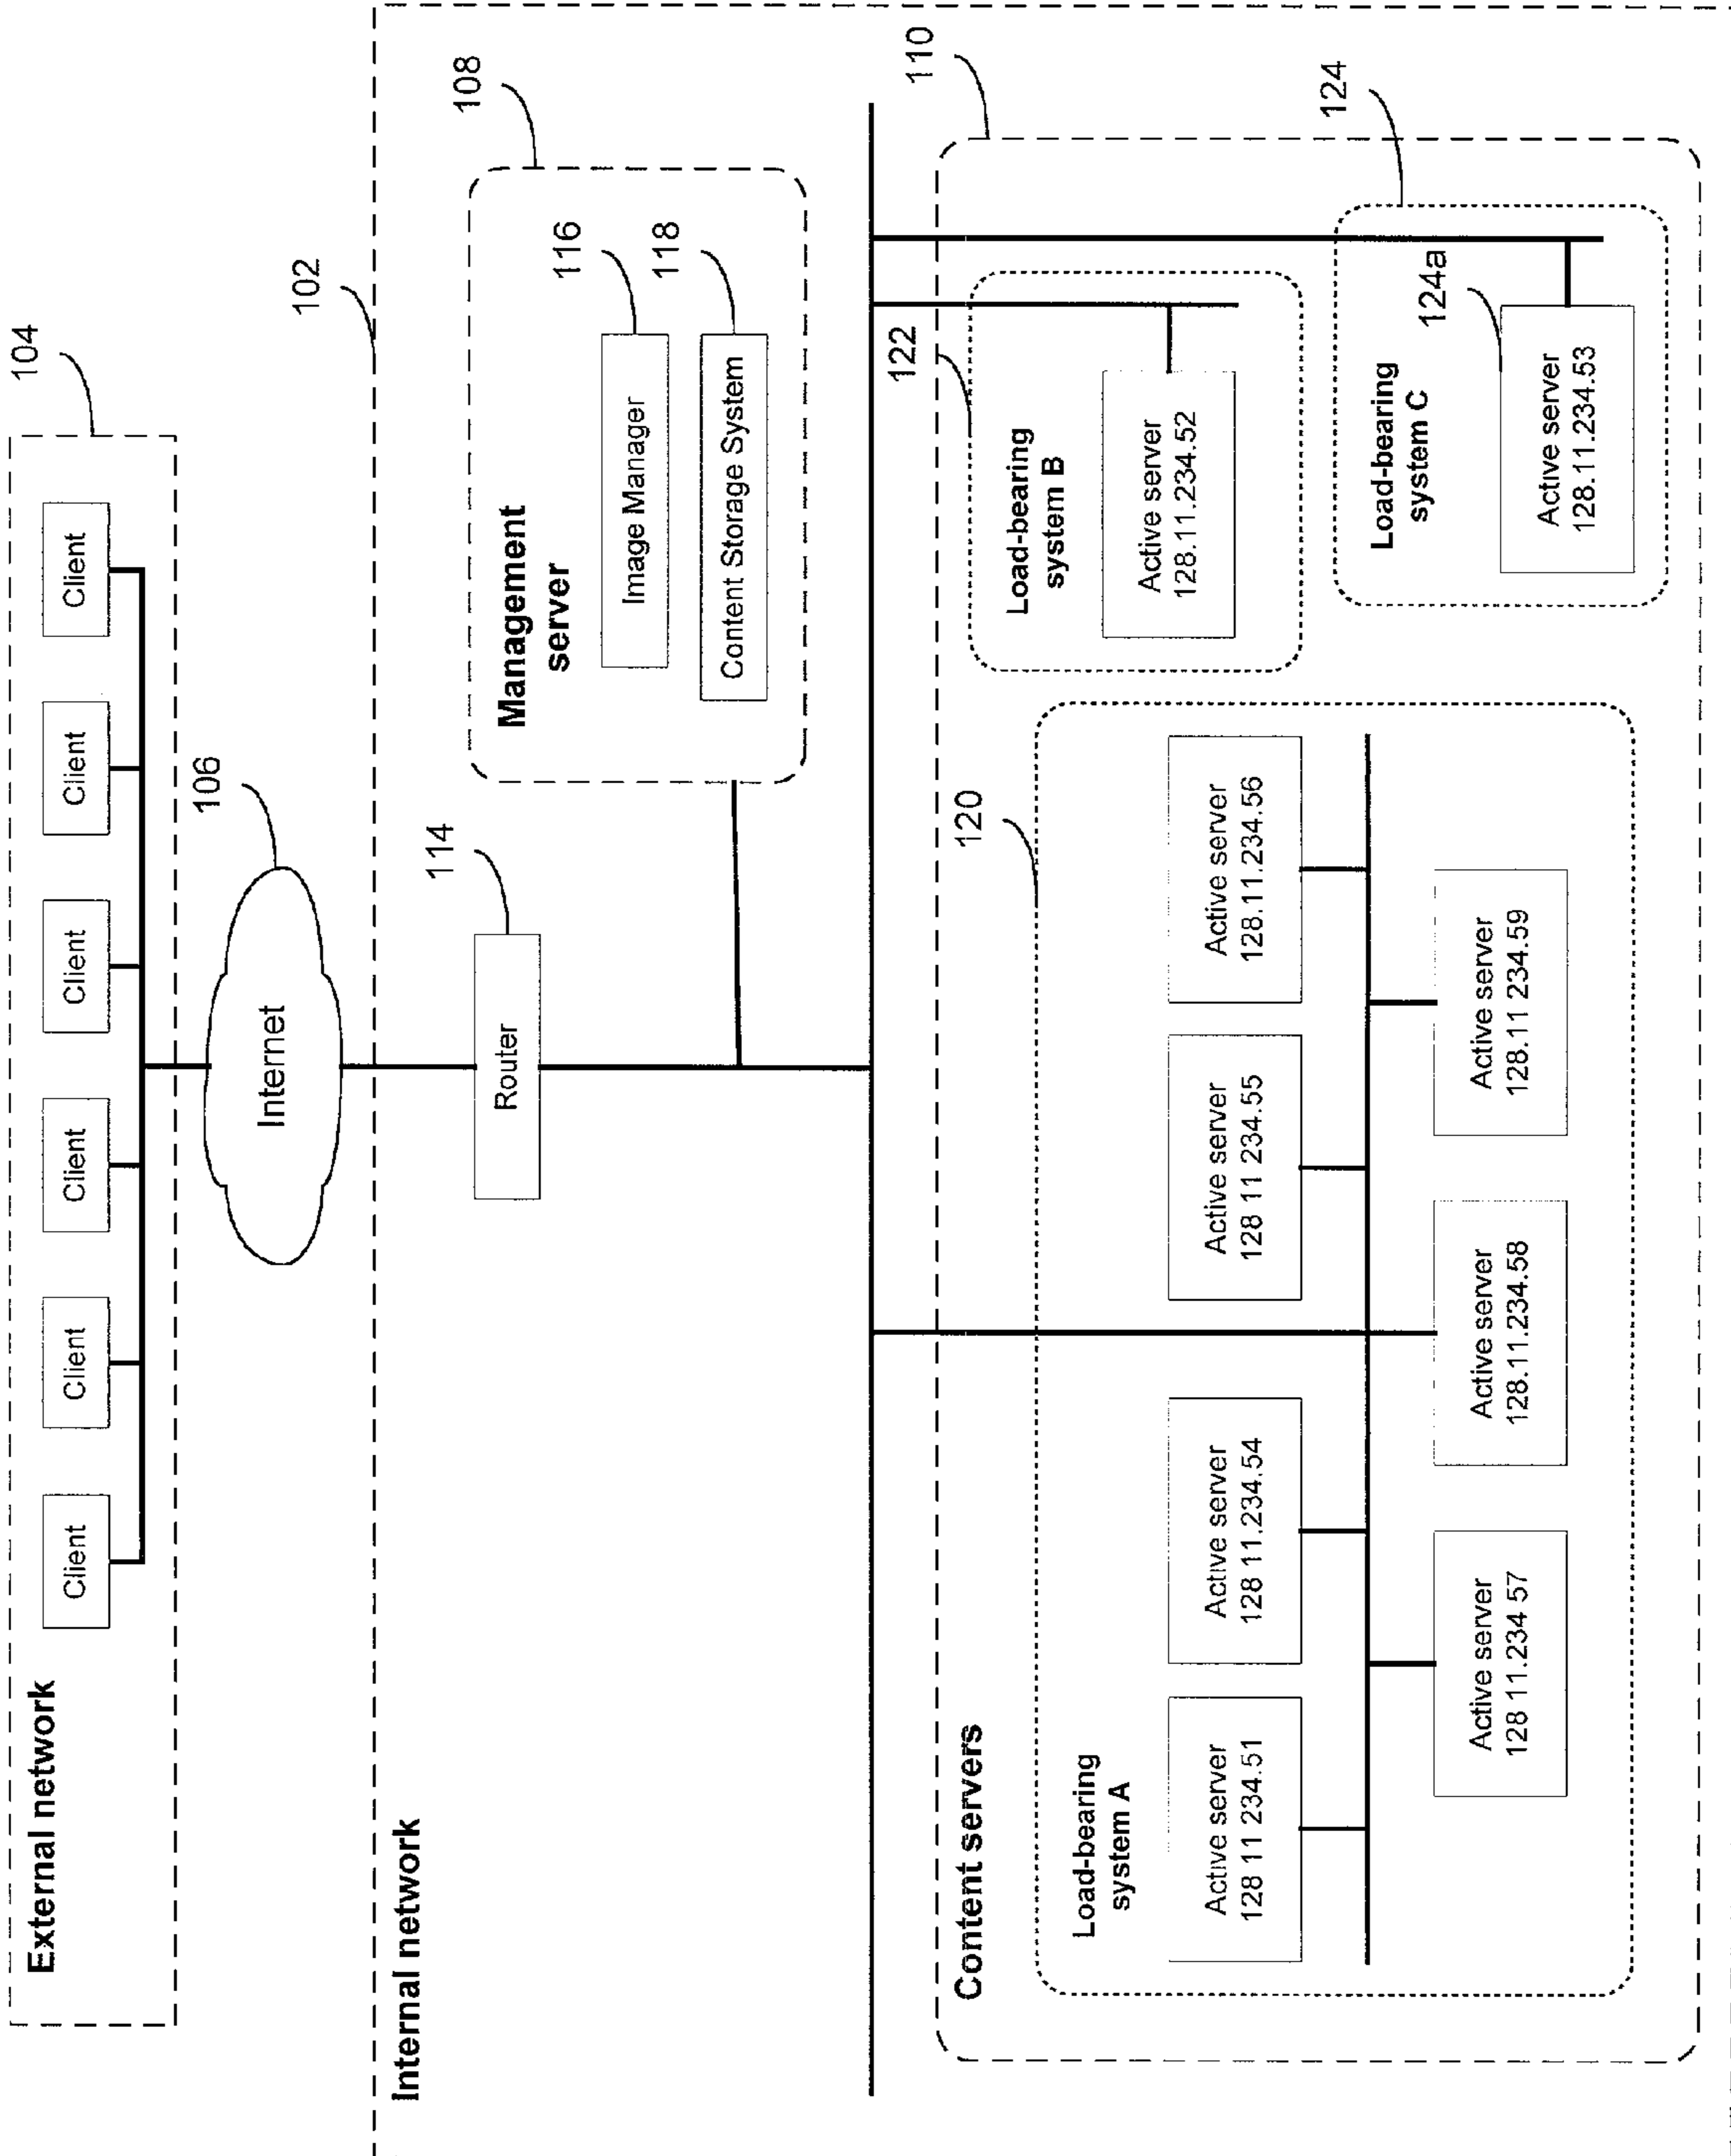 External network
104
Client
Client
Client
Client
Client
Client
Internet
106
102
Internal network
Router
114
Management
server
108
Image Manager
116
Content Storage System
118
Content servers
110
Load-bearing
system A
120
Active server
128 11 234.51
Active server
128 11.234.54
Active server
128 11 234.55
Active server
128.11.234.56
Active server
128 11.234 57
Active server
128.11.234.58
Active server
128.11 234.59
Load-bearing
system B
122
Active server
128.11.234.52
Load-bearing
system C
124
124a
Active server
128.11.234.53